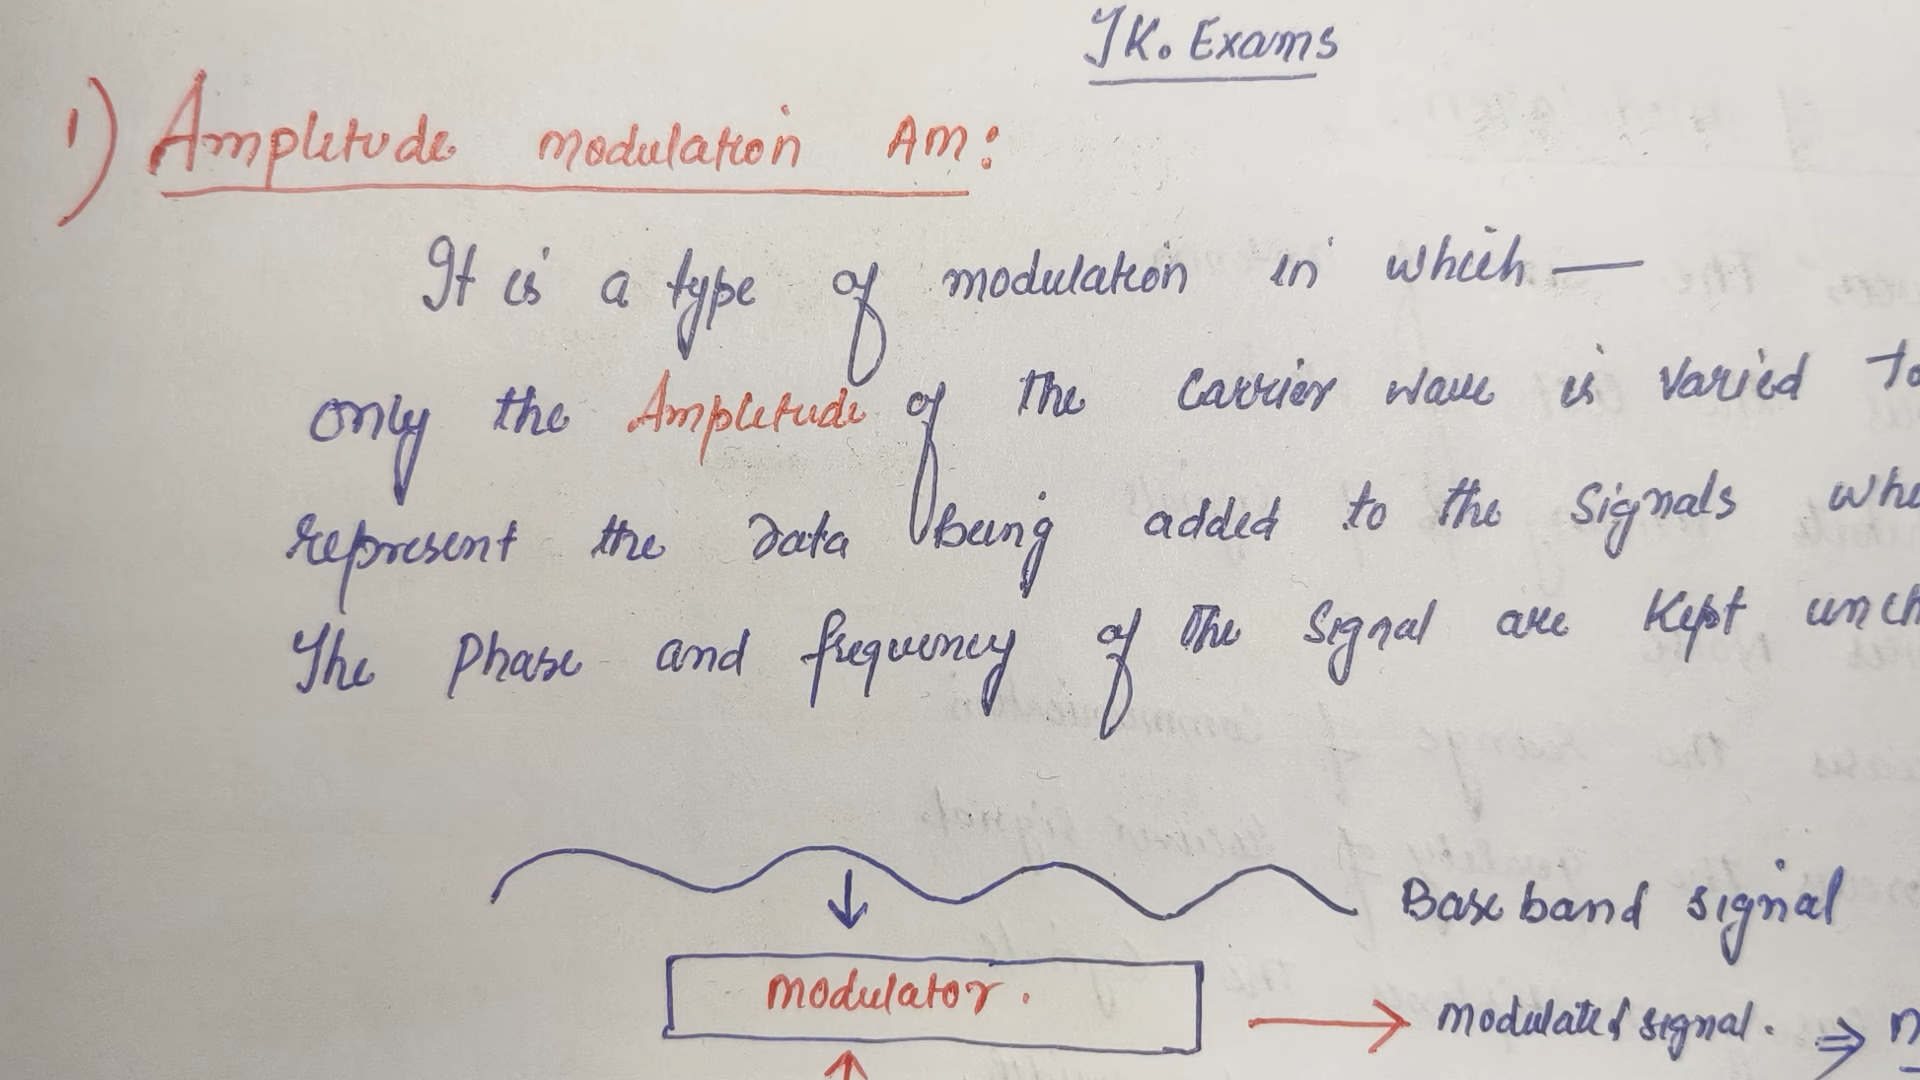 JK. Exams
1) Amplitude modulation AM:
It is a type of modulation in which —
only the Amplitude of the carrier wave is varied to
represent the data Being added to the Signals whe
The Phase and frequency of the Signal are Kept unch
Base band signal
modulator.
modulated signal. ⇒